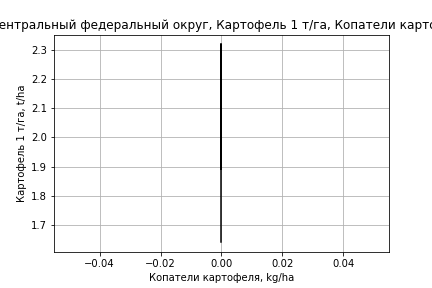 ентральный федеральный округ, Картофель 1 т/га, Копатели карто
2.3
2.2
2.1
2.0
1.9
1.8
1.7
Картофель 1 т/га, t/ha
−0.04 −0.02 0.00 0.02 0.04
Копатели картофеля, kg/ha